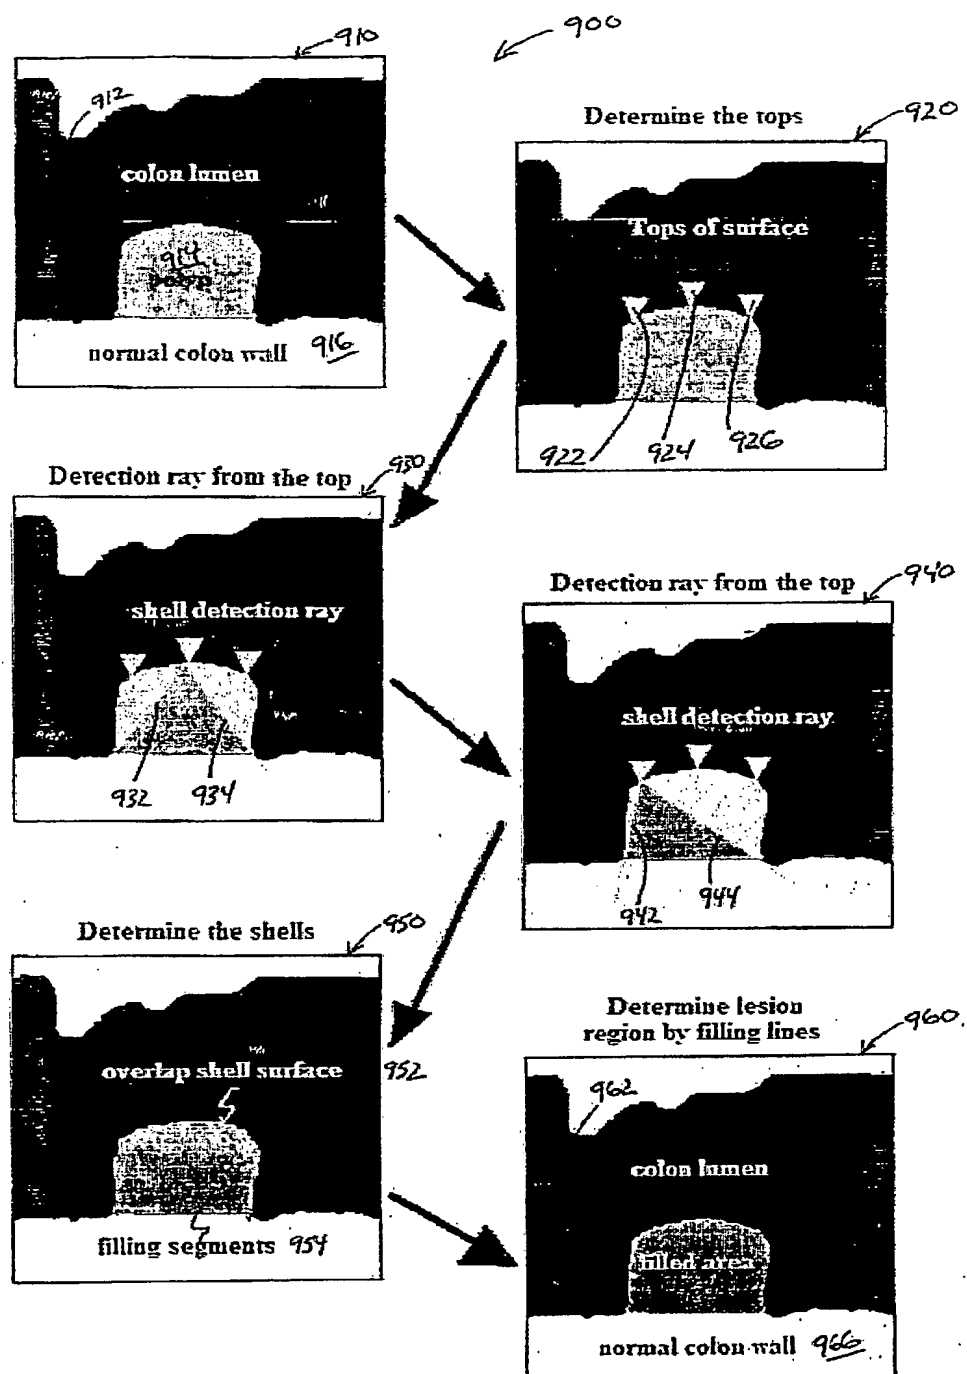 910
900
912
colon lumen
914
polyp
normal colon wall 916
Determine the tops
920
Tops of surface
922
924
926
Detection ray from the top
930
shell detection ray
932
934
Detection ray from the top
940
shell detection ray
942
944
Determine the shells
950
overlap shell surface 952
filling segments 954
Determine lesion
region by filling lines
960
962
colon lumen
filled area
normal colon wall 966